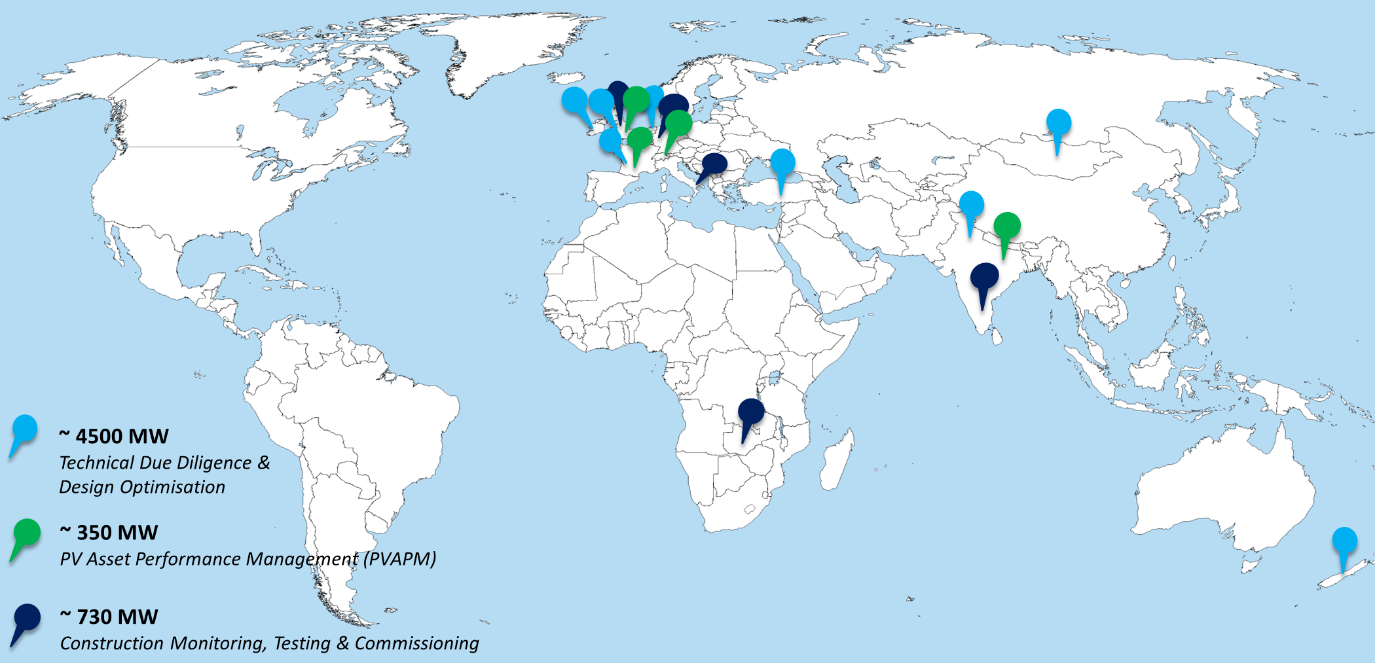 ~ 4500 MW
Technical Due Diligence &
Design Optimisation
~ 350 MW
PV Asset Performance Management (PVAPM)
~ 730 MW
Construction Monitoring, Testing & Commissioning